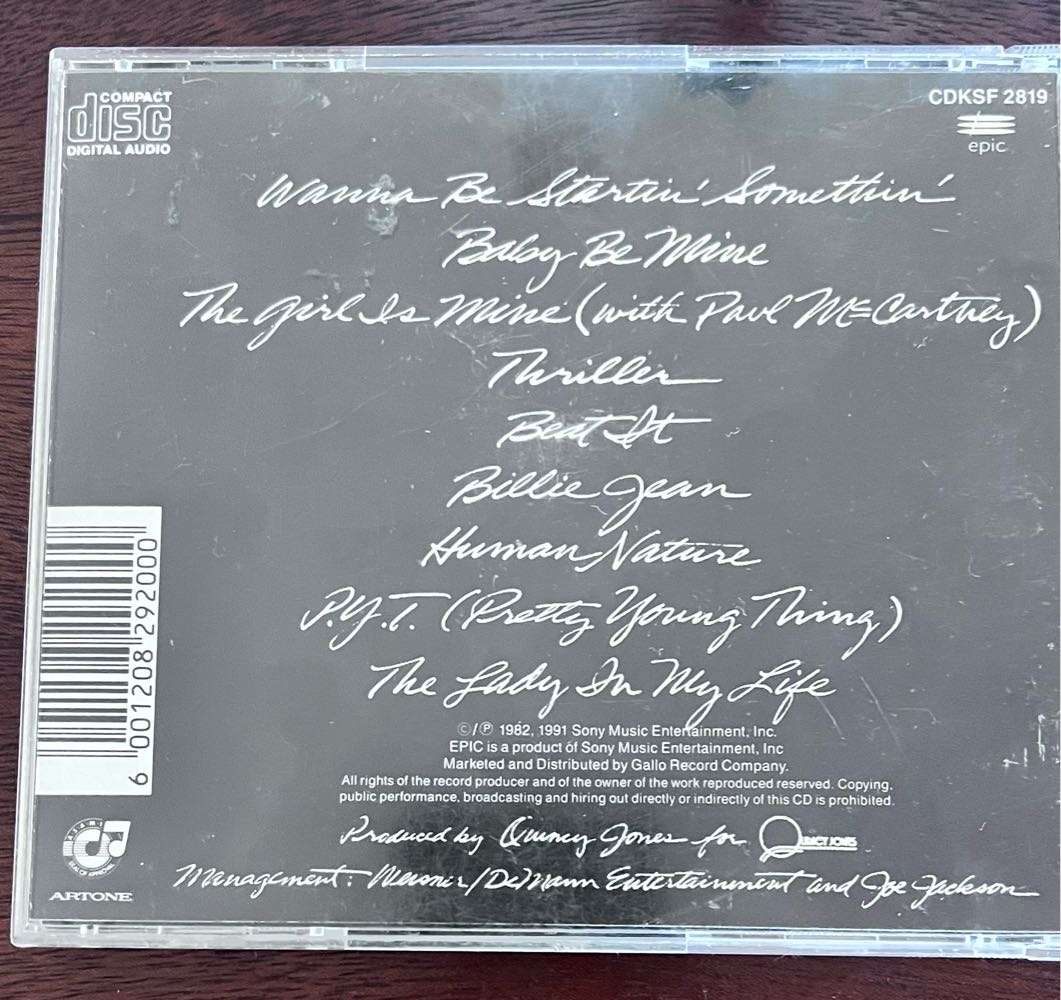 COMPACT
disc
DIGITAL AUDIO
CDKSF 2819
epic
Wanna Be Startin' Somethin'
Baby Be Mine
The Girl Is Mine (with Paul McCartney)
Thriller
Beat It
Billie Jean
Human Nature
P.Y.T. (Pretty Young Thing)
The Lady In My Life
©/℗ 1982, 1991 Sony Music Entertainment, Inc.
EPIC is a product of Sony Music Entertainment, Inc
Marketed and Distributed by Gallo Record Company.
All rights of the record producer and of the owner of the work reproduced reserved. Copying,
public performance, broadcasting and hiring out directly or indirectly of this CD is prohibited.
Produced by Quincy Jones for QUINCY JONES
Management: Weisner/DeMann Entertainment and Joe Jackson
6 001208 292000
ARTONE